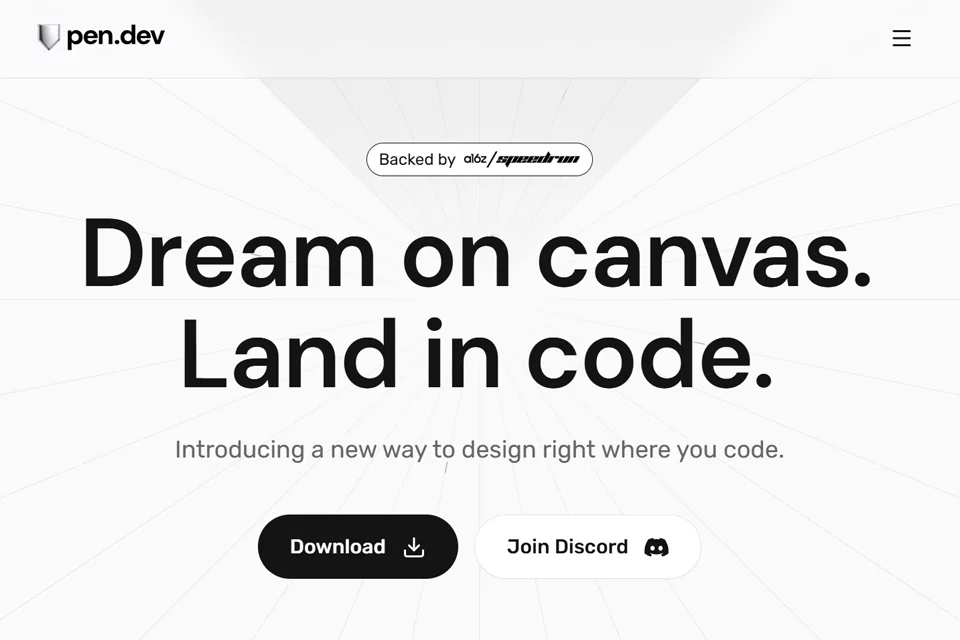 pen.dev
Backed by a16z/speedrun
Dream on canvas.
Land in code.
Introducing a new way to design right where you code.
Download
Join Discord